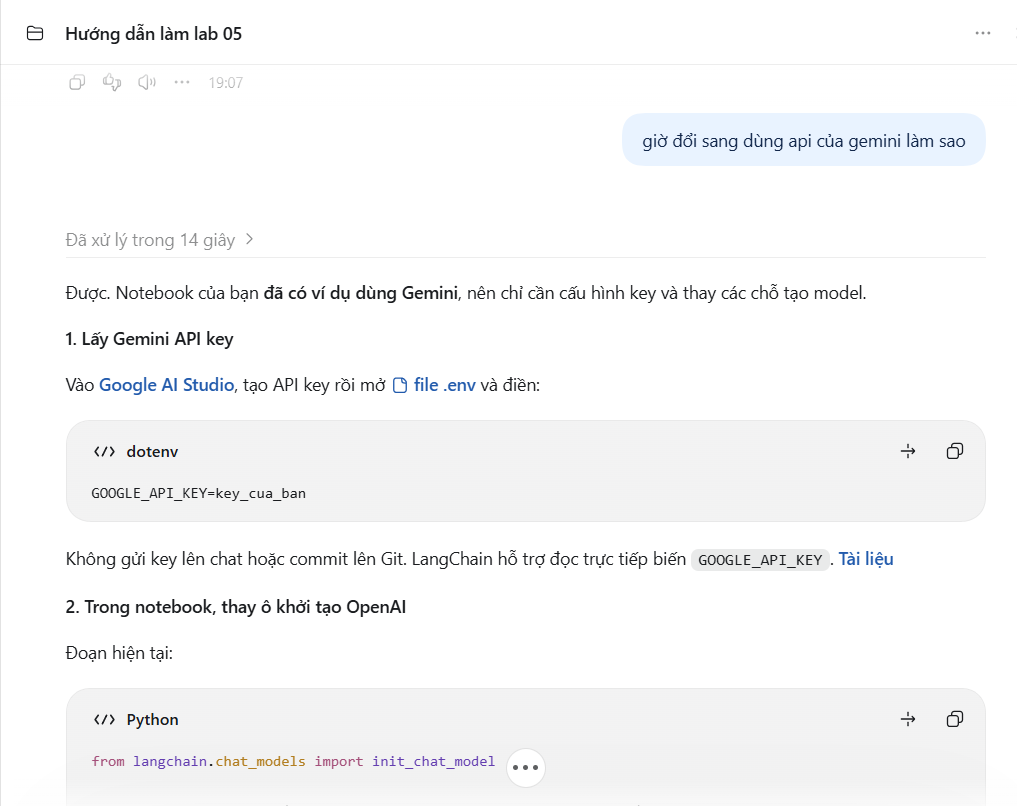 Hướng dẫn làm lab 05
19:07
giờ đổi sang dùng api của gemini làm sao
Đã xử lý trong 14 giây
Được. Notebook của bạn đã có ví dụ dùng Gemini, nên chỉ cần cấu hình key và thay các chỗ tạo model.
1. Lấy Gemini API key
Vào Google AI Studio, tạo API key rồi mở file .env và điền:
dotenv
GOOGLE_API_KEY=key_cua_ban
Không gửi key lên chat hoặc commit lên Git. LangChain hỗ trợ đọc trực tiếp biến GOOGLE_API_KEY. Tài liệu
2. Trong notebook, thay ô khởi tạo OpenAI
Đoạn hiện tại:
Python
from langchain.chat_models import init_chat_model